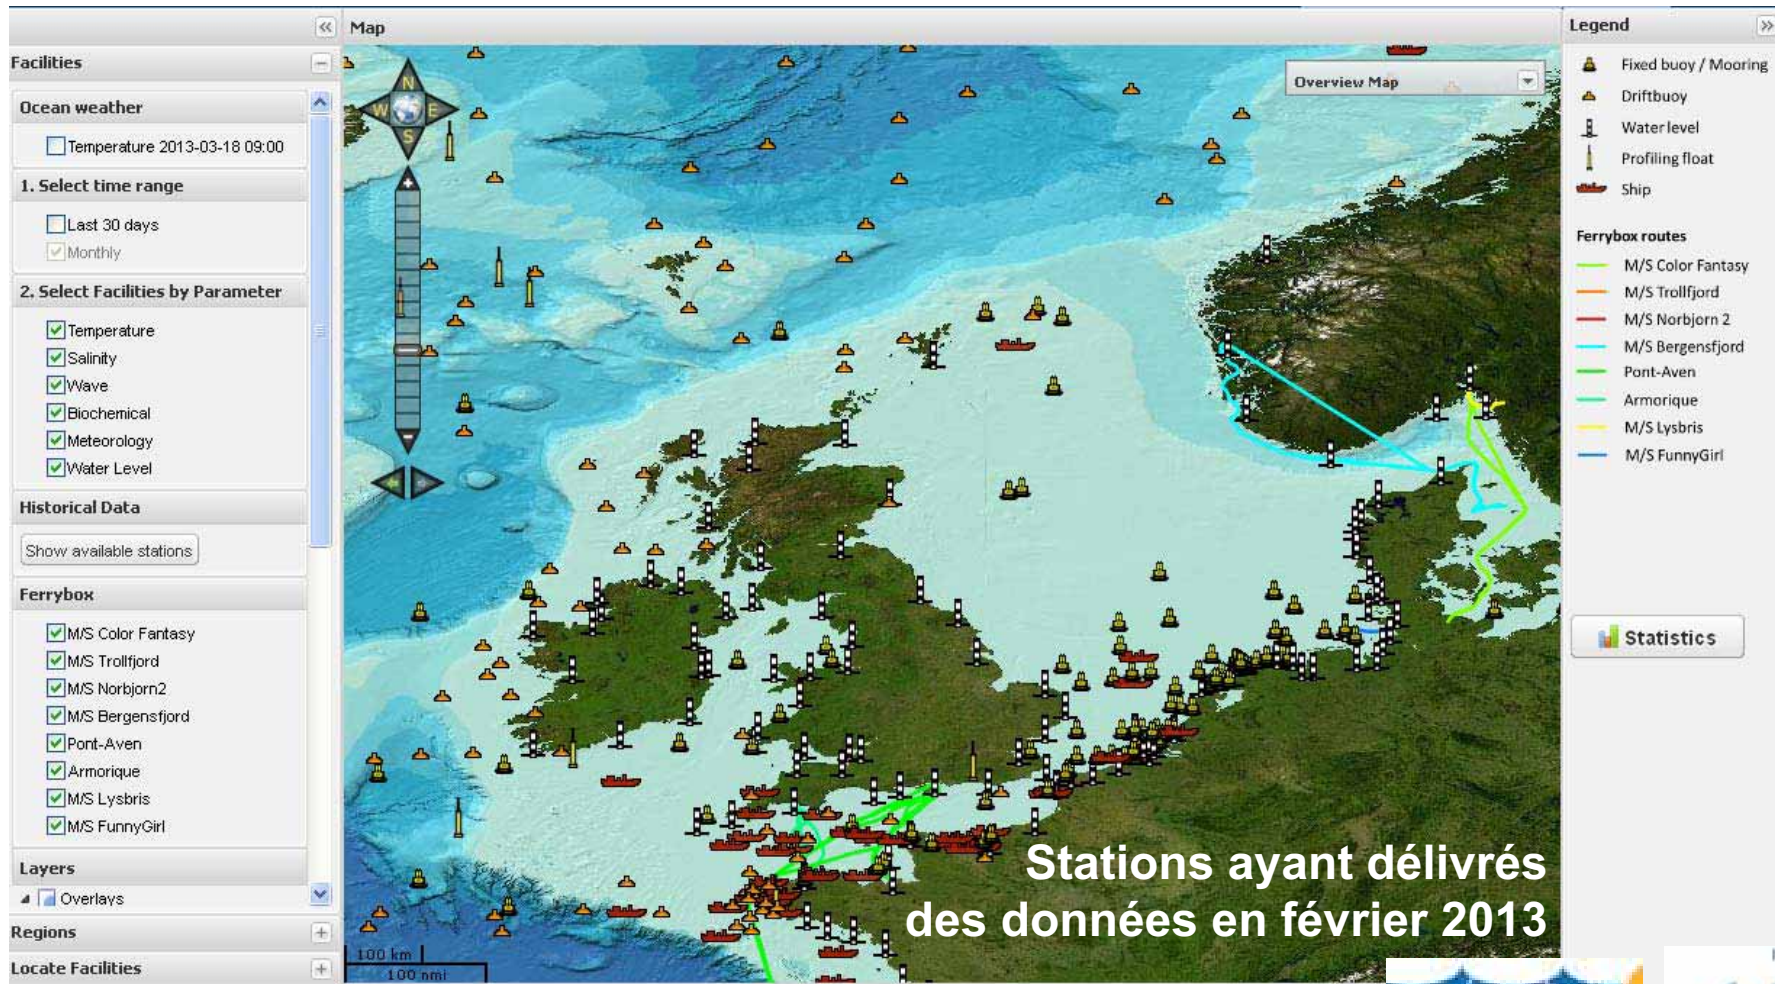 Facilities
Ocean weather
Temperature 2013-03-18 09:00
1. Select time range
Last 30 days
Monthly
2. Select Facilities by Parameter
Temperature
Salinity
Wave
Biochemical
Meteorology
Water Level
Historical Data
Show available stations
Ferrybox
M/S Color Fantasy
M/S Trollfjord
M/S Norbjorn2
M/S Bergensfjord
Pont-Aven
Armorique
M/S Lysbris
M/S FunnyGirl
Layers
Overlays
Regions
Locate Facilities
Map
N
W
E
S
Overview Map
100 km
100 nmi
Stations ayant délivrés
des données en février 2013
Legend
Fixed buoy / Mooring
Driftbuoy
Water level
Profiling float
Ship
Ferrybox routes
M/S Color Fantasy
M/S Trollfjord
M/S Norbjorn 2
M/S Bergensfjord
Pont-Aven
Armorique
M/S Lysbris
M/S FunnyGirl
Statistics